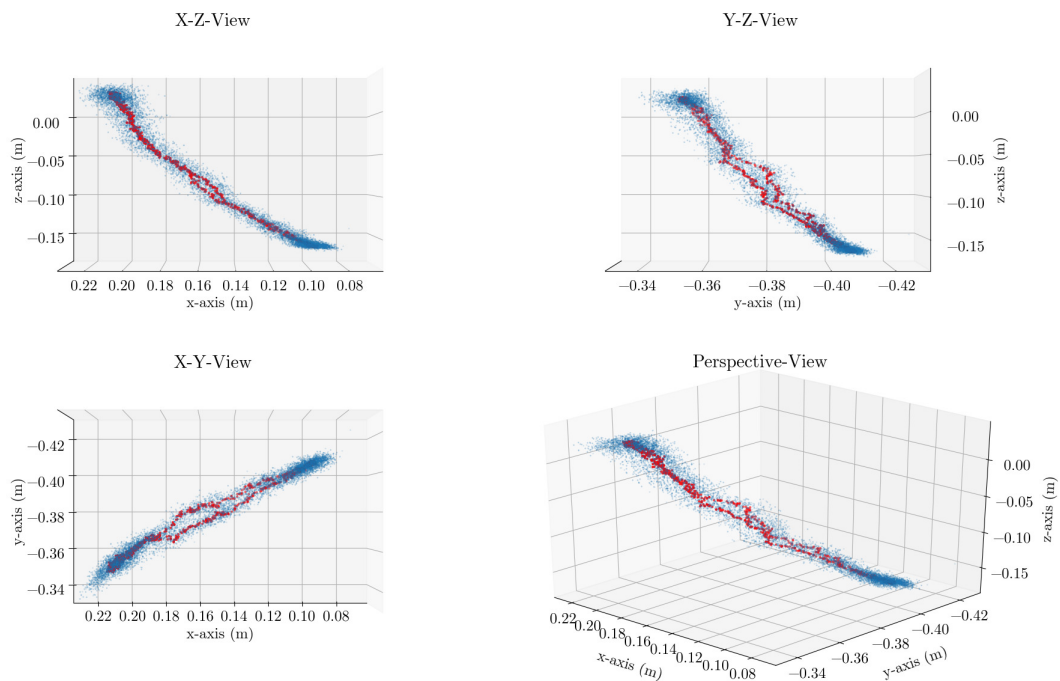 X-Z-View
0.00
−0.05
−0.10
−0.15
z-axis (m)
0.22 0.20 0.18 0.16 0.14 0.12 0.10 0.08
x-axis (m)
Y-Z-View
0.00
−0.05
−0.10
−0.15
z-axis (m)
−0.34 −0.36 −0.38 −0.40 −0.42
y-axis (m)
X-Y-View
−0.42
−0.40
−0.38
−0.36
−0.34
y-axis (m)
0.22 0.20 0.18 0.16 0.14 0.12 0.10 0.08
x-axis (m)
Perspective-View
0.00
−0.05
−0.10
−0.15
z-axis (m)
0.22 0.20 0.18 0.16 0.14 0.12 0.10 0.08
x-axis (m)
−0.34 −0.36 −0.38 −0.40 −0.42
y-axis (m)